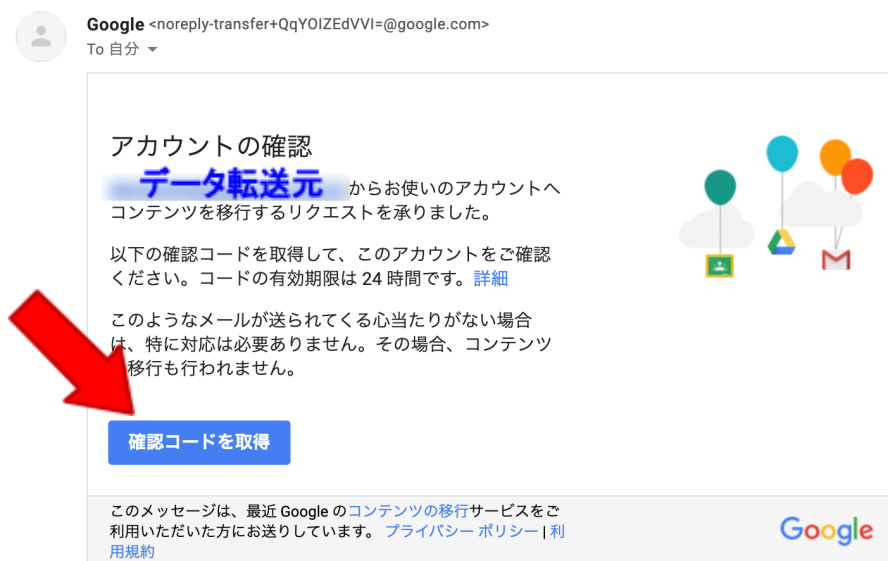 Google <noreply-transfer+QqYOIZEdVVI=@google.com>
To 自分
アカウントの確認
データ転送元 からお使いのアカウントへ
コンテンツを移行するリクエストを承りました。
以下の確認コードを取得して、このアカウントをご確認
ください。コードの有効期限は 24 時間です。詳細
このようなメールが送られてくる心当たりがない場合
は、特に対応は必要ありません。その場合、コンテンツ
移行も行われません。
確認コードを取得
このメッセージは、最近 Google のコンテンツの移行サービスをご
利用いただいた方にお送りしています。 プライバシー ポリシー | 利
用規約
Google